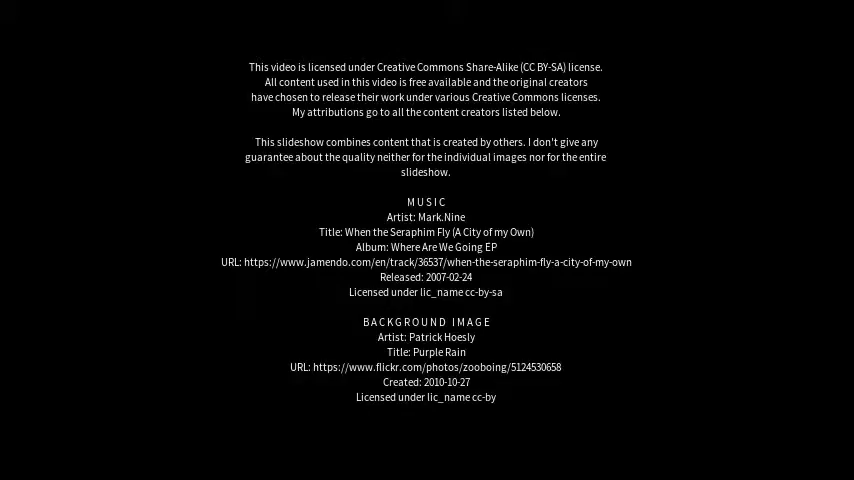 This video is licensed under Creative Commons Share-Alike (CC BY-SA) license.
All content used in this video is free available and the original creators
have chosen to release their work under various Creative Commons licenses.
My attributions go to all the content creators listed below.
This slideshow combines content that is created by others. I don't give any
guarantee about the quality neither for the individual images nor for the entire
slideshow.
MUSIC
Artist: Mark.Nine
Title: When the Seraphim Fly (A City of my Own)
Album: Where Are We Going EP
URL: https://www.jamendo.com/en/track/36537/when-the-seraphim-fly-a-city-of-my-own
Released: 2007-02-24
Licensed under lic_name cc-by-sa
BACKGROUND IMAGE
Artist: Patrick Hoesly
Title: Purple Rain
URL: https://www.flickr.com/photos/zooboing/5124530658
Created: 2010-10-27
Licensed under lic_name cc-by